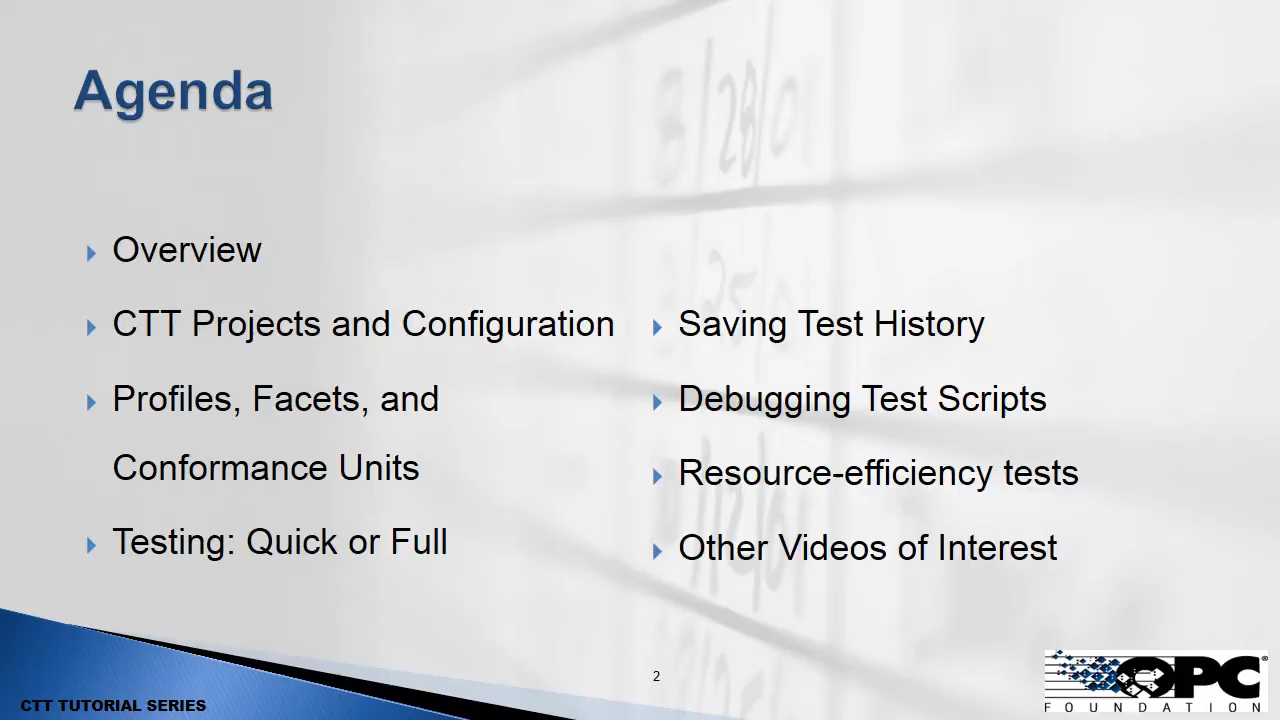 Agenda
Overview
CTT Projects and Configuration
Profiles, Facets, and
Conformance Units
Testing: Quick or Full
Saving Test History
Debugging Test Scripts
Resource-efficiency tests
Other Videos of Interest
2
CTT TUTORIAL SERIES
OPC®
FOUNDATION